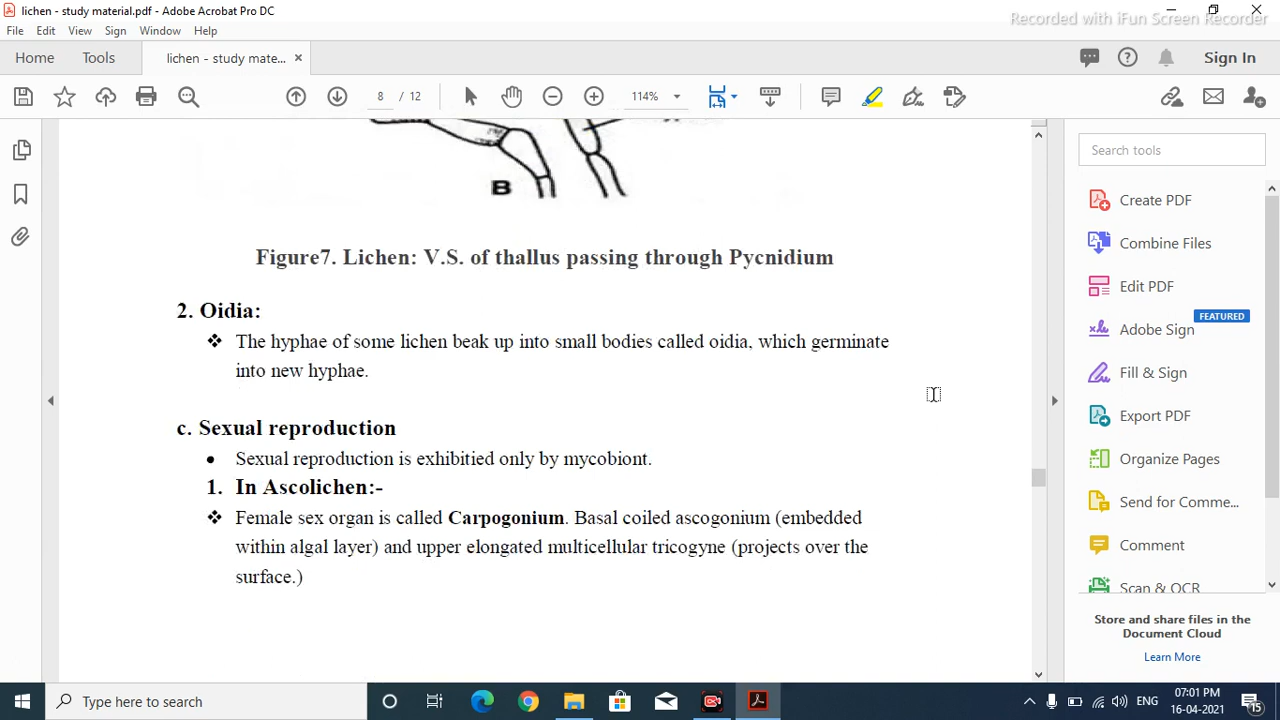 lichen - study material.pdf - Adobe Acrobat Pro DC
Recorded with iFun Screen Recorder
File Edit View Sign Window Help
Home Tools lichen - study mate... × Sign In
8 / 12 114%
B
Figure7. Lichen: V.S. of thallus passing through Pycnidium
2. Oidia:
❖ The hyphae of some lichen beak up into small bodies called oidia, which germinate
into new hyphae.
c. Sexual reproduction
• Sexual reproduction is exhibitied only by mycobiont.
1. In Ascolichen:-
❖ Female sex organ is called Carpogonium. Basal coiled ascogonium (embedded
within algal layer) and upper elongated multicellular tricogyne (projects over the
surface.)
Search tools
Create PDF
Combine Files
Edit PDF
FEATURED
Adobe Sign
Fill & Sign
Export PDF
Organize Pages
Send for Comme...
Comment
Scan & OCR
Store and share files in the
Document Cloud
Learn More
Type here to search
ENG
07:01 PM
16-04-2021
15